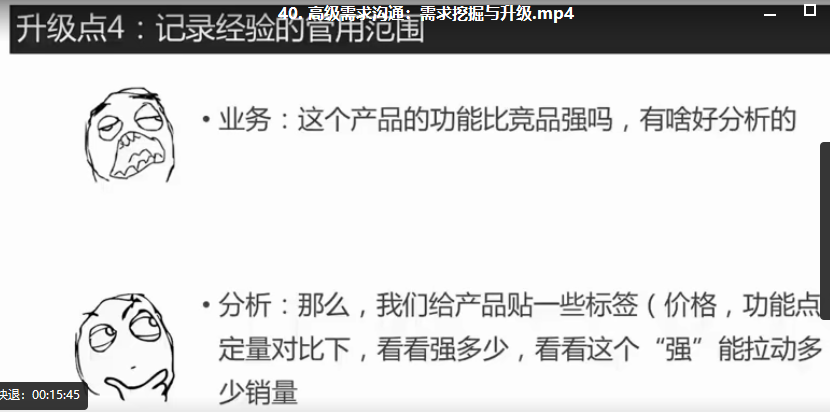 40. 高级需求沟通：需求挖掘与升级.mp4
升级点4：记录经验的管用范围
• 业务：这个产品的功能比竞品强吗，有啥好分析的
• 分析：那么，我们给产品贴一些标签（价格，功能点
定量对比下，看看强多少，看看这个“强”能拉动多
少销量
快退：00:15:45